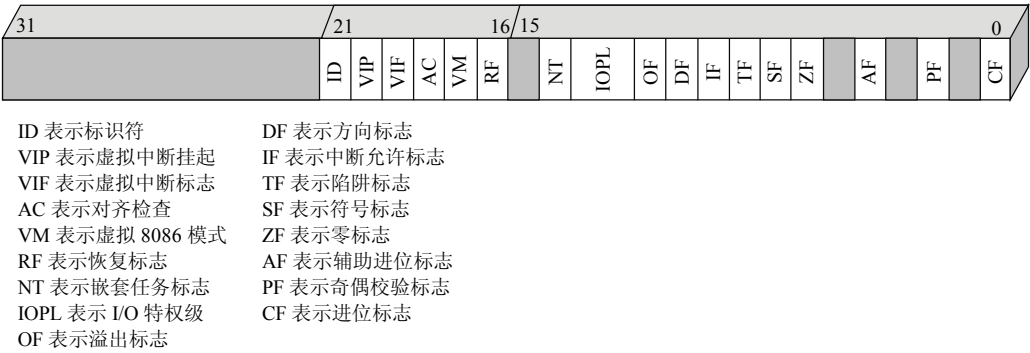 31 21 16 15 0
ID VIP VIF AC VM RF NT IOPL OF DF IF TF SF ZF AF PF CF
ID 表示标识符 DF 表示方向标志
VIP 表示虚拟中断挂起 IF 表示中断允许标志
VIF 表示虚拟中断标志 TF 表示陷阱标志
AC 表示对齐检查 SF 表示符号标志
VM 表示虚拟 8086 模式 ZF 表示零标志
RF 表示恢复标志 AF 表示辅助进位标志
NT 表示嵌套任务标志 PF 表示奇偶校验标志
IOPL 表示 I/O 特权级 CF 表示进位标志
OF 表示溢出标志